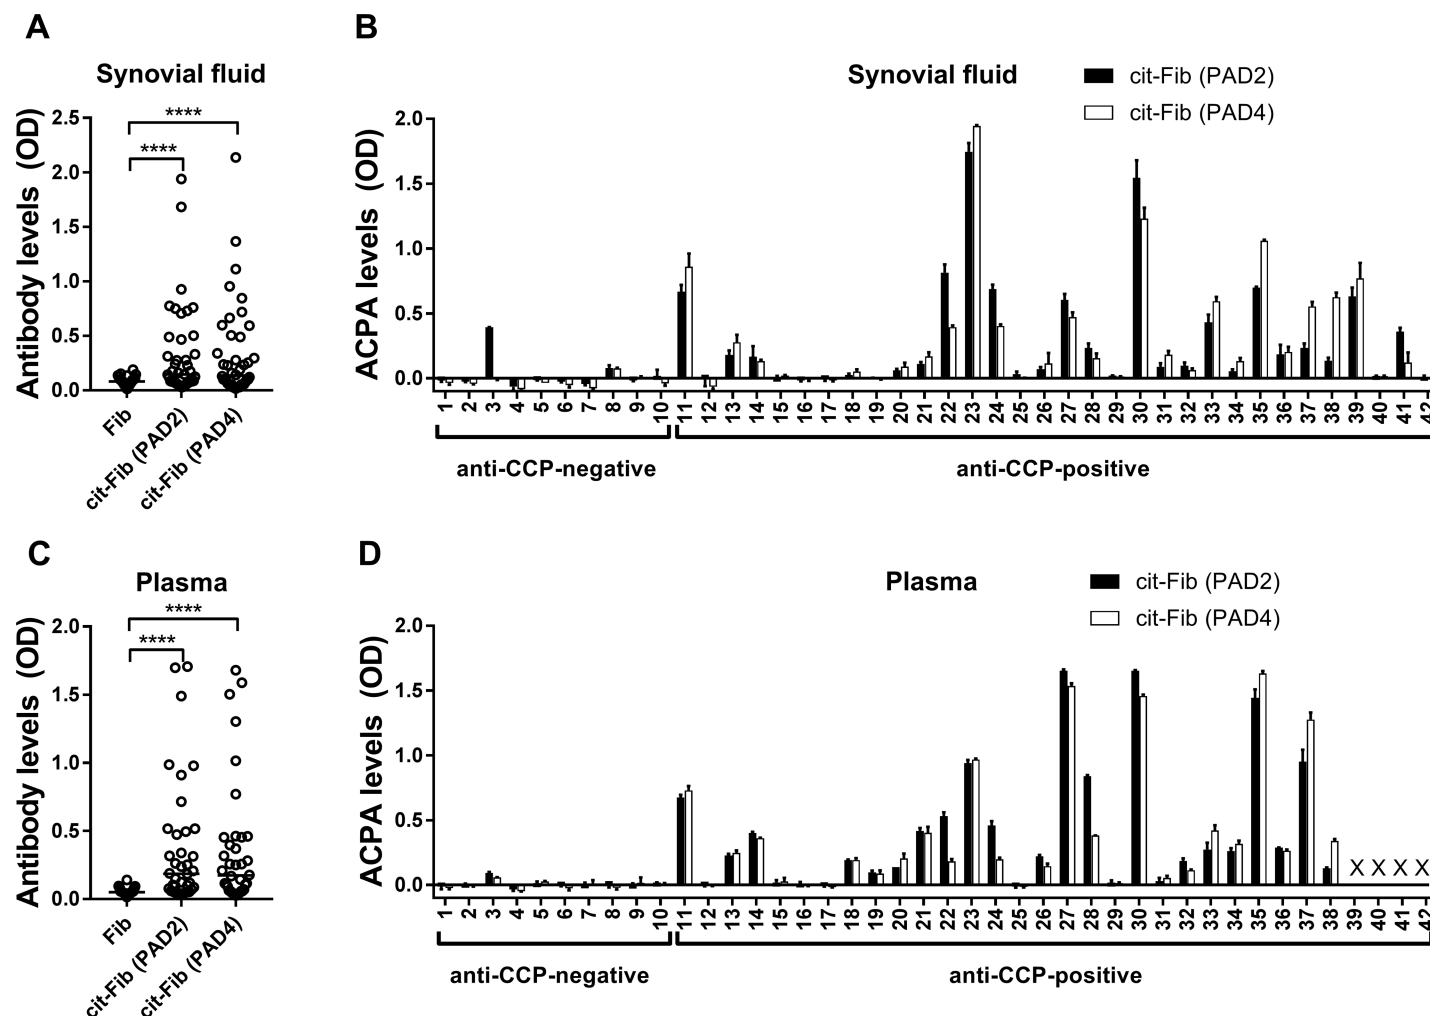 A
Synovial fluid
Antibody levels (OD)
2.5
2.0
1.5
1.0
0.5
0.0
****
****
Fib
cit-Fib (PAD2)
cit-Fib (PAD4)
B
Synovial fluid
cit-Fib (PAD2)
cit-Fib (PAD4)
ACPA levels (OD)
2.0
1.5
1.0
0.5
0.0
1 2 3 4 5 6 7 8 9 10 11 12 13 14 15 16 17 18 19 20 21 22 23 24 25 26 27 28 29 30 31 32 33 34 35 36 37 38 39 40 41 42
anti-CCP-negative
anti-CCP-positive
C
Plasma
Antibody levels (OD)
2.0
1.5
1.0
0.5
0.0
****
****
Fib
cit-Fib (PAD2)
cit-Fib (PAD4)
D
Plasma
cit-Fib (PAD2)
cit-Fib (PAD4)
ACPA levels (OD)
2.0
1.5
1.0
0.5
0.0
X X X X
1 2 3 4 5 6 7 8 9 10 11 12 13 14 15 16 17 18 19 20 21 22 23 24 25 26 27 28 29 30 31 32 33 34 35 36 37 38 39 40 41 42
anti-CCP-negative
anti-CCP-positive